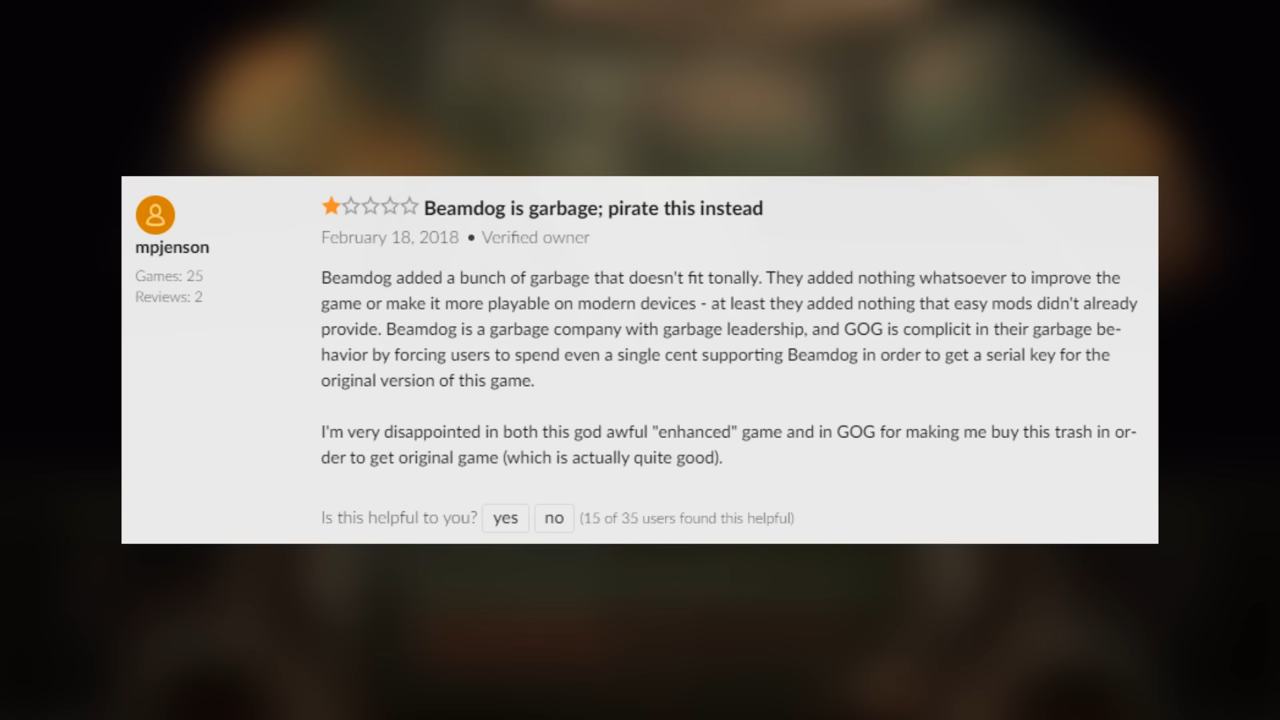 Beamdog is garbage; pirate this instead
mpjenson
February 18, 2018 • Verified owner
Games: 25
Reviews: 2
Beamdog added a bunch of garbage that doesn't fit tonally. They added nothing whatsoever to improve the
game or make it more playable on modern devices - at least they added nothing that easy mods didn't already
provide. Beamdog is a garbage company with garbage leadership, and GOG is complicit in their garbage be-
havior by forcing users to spend even a single cent supporting Beamdog in order to get a serial key for the
original version of this game.
I'm very disappointed in both this god awful "enhanced" game and in GOG for making me buy this trash in or-
der to get original game (which is actually quite good).
Is this helpful to you? yes no (15 of 35 users found this helpful)